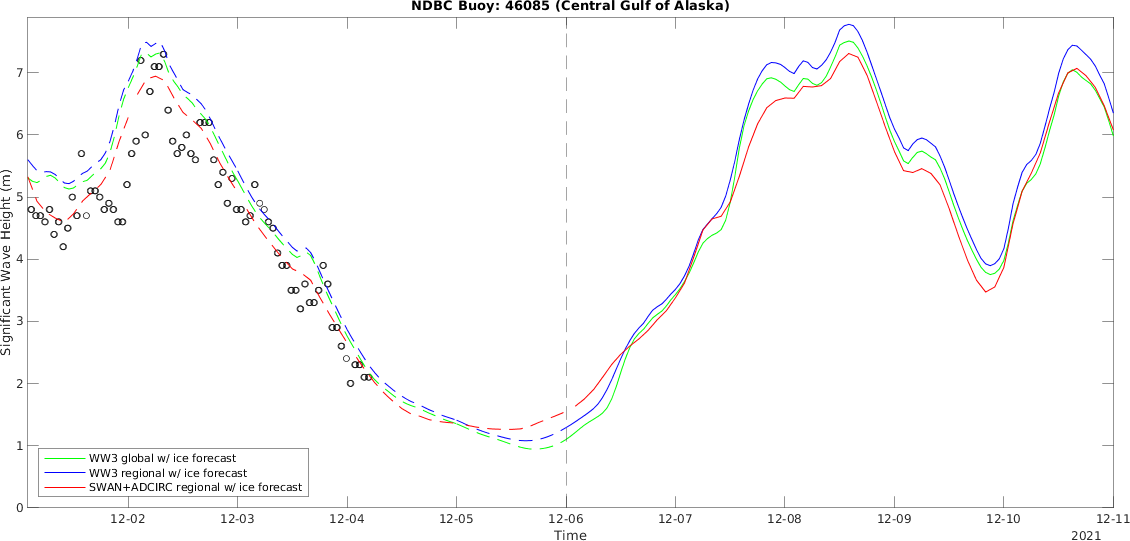 NDBC Buoy: 46085 (Central Gulf of Alaska)
Significant Wave Height (m)
7
6
5
4
3
2
1
0
WW3 global w/ ice forecast
WW3 regional w/ ice forecast
SWAN+ADCIRC regional w/ ice forecast
12-02 12-03 12-04 12-05 12-06 12-07 12-08 12-09 12-10 12-11
Time
2021